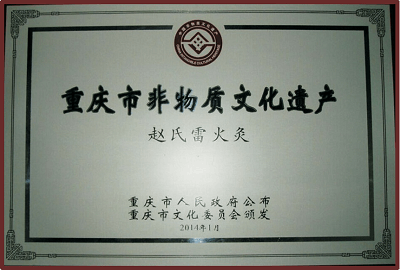 重庆市非物质文化遗产
赵氏雷火灸
重庆市人民政府公布
重庆市文化委员会颁发
2014年1月